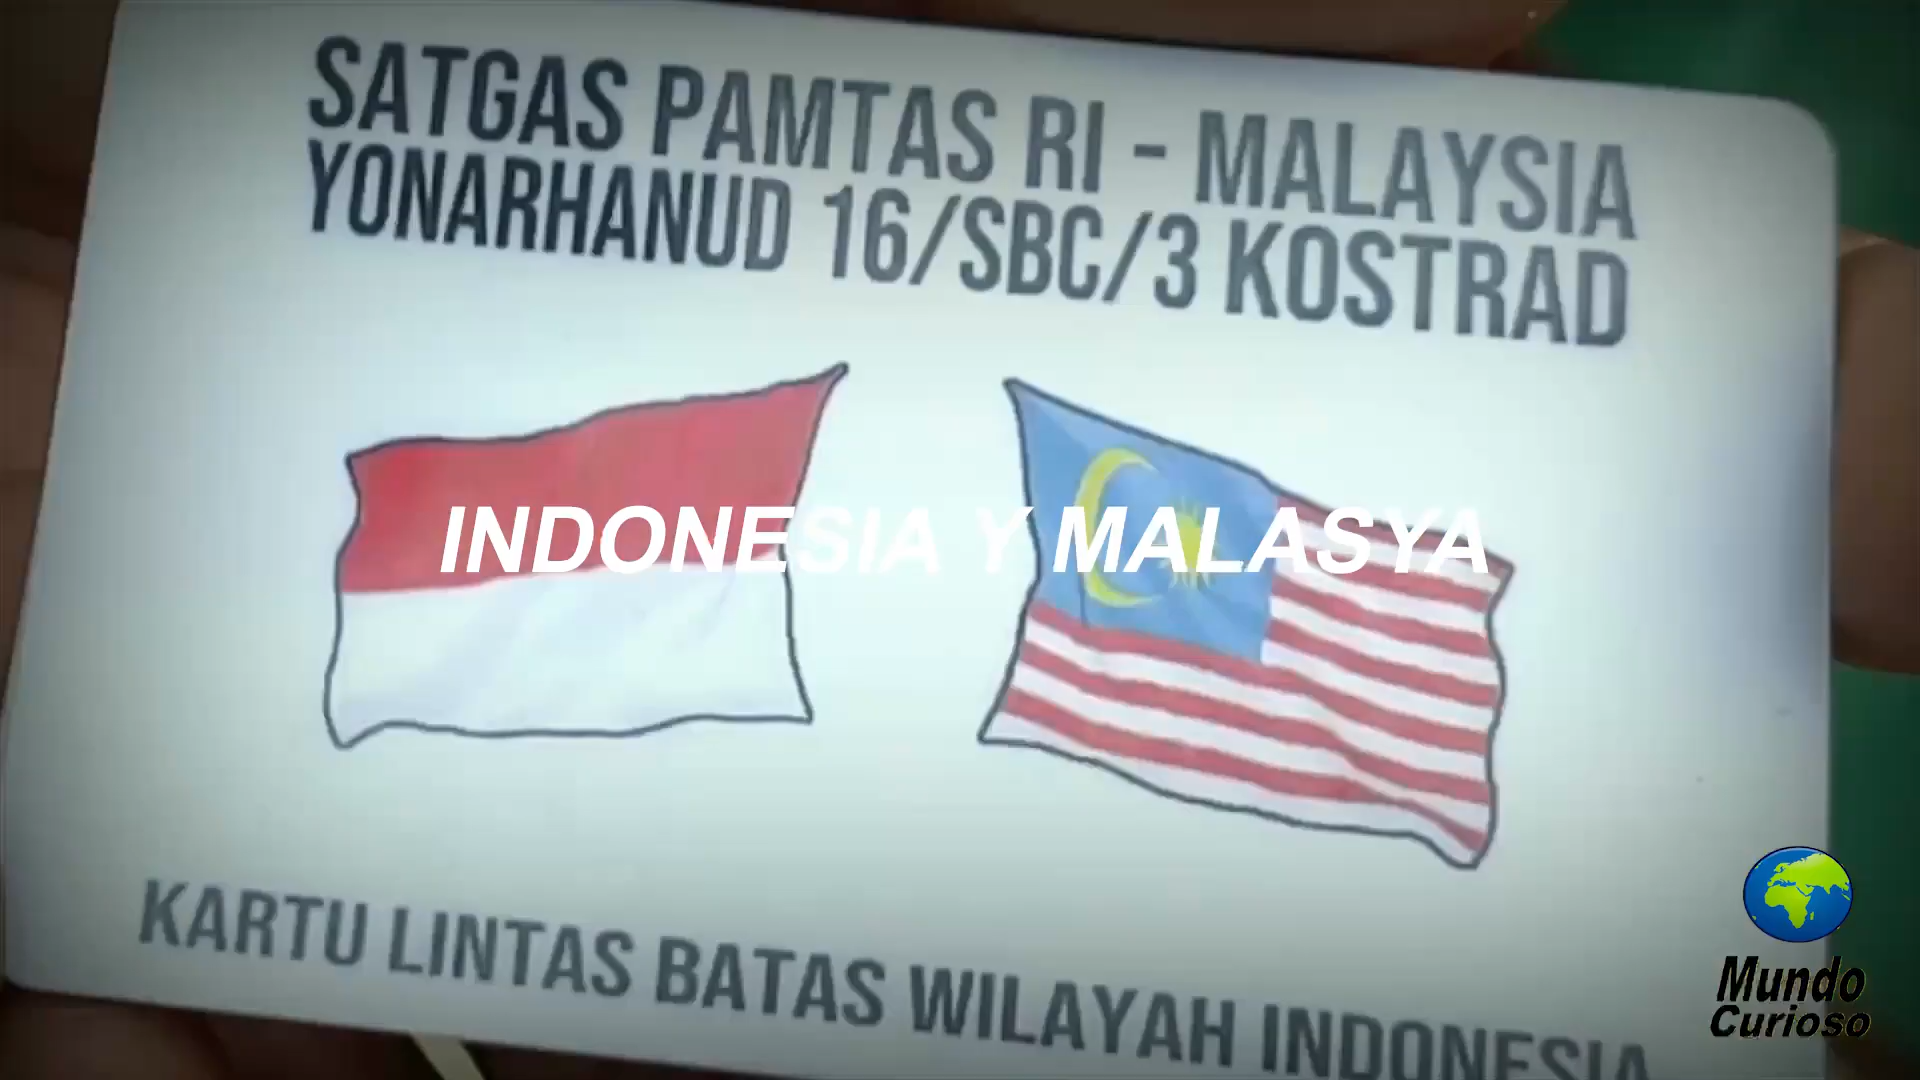 SATGAS PAMTAS RI - MALAYSIA
YONARHANUD 16/SBC/3 KOSTRAD
INDONESIA Y MALASYA
KARTU LINTAS BATAS WILAYAH INDONESIA
Mundo
Curioso